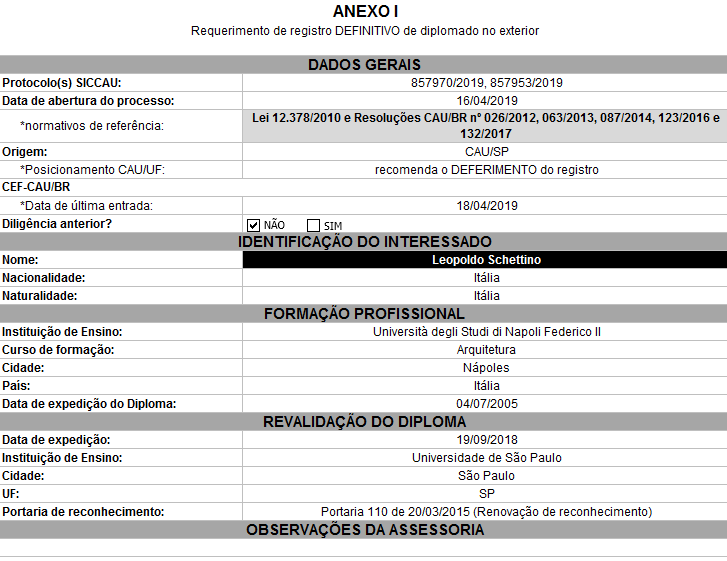 ANEXO I
Requerimento de registro DEFINITIVO de diplomado no exterior
DADOS GERAIS
Protocolo(s) SICCAU: 857970/2019, 857953/2019
Data de abertura do processo: 16/04/2019
*normativos de referência: Lei 12.378/2010 e Resoluções CAU/BR nº 026/2012, 063/2013, 087/2014, 123/2016 e
132/2017
Origem: CAU/SP
*Posicionamento CAU/UF: recomenda o DEFERIMENTO do registro
CEF-CAU/BR
*Data de última entrada: 18/04/2019
Diligência anterior? NÃO SIM
IDENTIFICAÇÃO DO INTERESSADO
Nome: Leopoldo Schettino
Nacionalidade: Itália
Naturalidade: Itália
FORMAÇÃO PROFISSIONAL
Instituição de Ensino: Università degli Studi di Napoli Federico II
Curso de formação: Arquitetura
Cidade: Nápoles
País: Itália
Data de expedição do Diploma: 04/07/2005
REVALIDAÇÃO DO DIPLOMA
Data de expedição: 19/09/2018
Instituição de Ensino: Universidade de São Paulo
Cidade: São Paulo
UF: SP
Portaria de reconhecimento: Portaria 110 de 20/03/2015 (Renovação de reconhecimento)
OBSERVAÇÕES DA ASSESSORIA